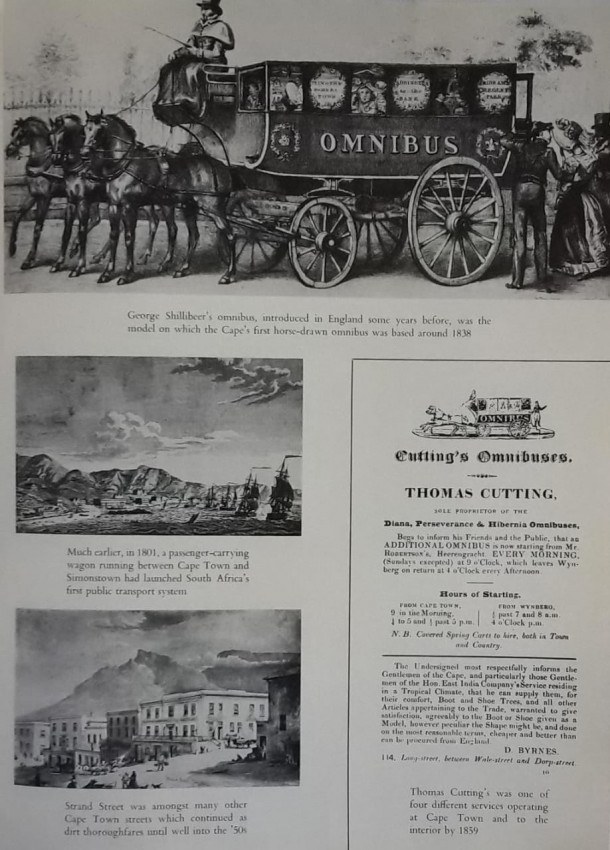 OMNIBUS
George Shillibeer's omnibus, introduced in England some years before, was the
model on which the Cape's first horse-drawn omnibus was based around 1838
Much earlier, in 1801, a passenger-carrying
wagon running between Cape Town and
Simonstown had launched South Africa's
first public transport system
Strand Street was amongst many other
Cape Town streets which continued as
dirt thoroughfares until well into the '50s
OMNIBUS
Cutting's Omnibuses.
THOMAS CUTTING,
SOLE PROPRIETOR OF THE
Diana, Perseverance & Hibernia Omnibuses,
Begs to inform his Friends and the Public, that an
ADDITIONAL OMNIBUS is now starting from Mr.
ROBERTSON'S, Heerengracht, EVERY MORNING,
(Sundays excepted) at 9 o'Clock, which leaves Wyn-
berg on return at 4 o'Clock every Afternoon.
Hours of Starting.
FROM CAPE TOWN,
9 in the Morning,
¼ to 5 and ½ past 5 p.m.
FROM WYNBERG,
½ past 7 and 8 a.m.
4 o'Clock p.m.
N.B. Covered Spring Carts to hire, both in Town
and Country.
The Undersigned most respectfully informs the
Gentlemen of the Cape, and particularly those Gentle-
men of the Hon. East India Company's Service residing
in a Tropical Climate, that he can supply them, for
their comfort, Boot and Shoe Trees, and all other
Articles appertaining to the Trade, warranted to give
satisfaction, agreeably to the Boot or Shoe given as a
Model, however peculiar the Shape might be, and done
on the most reasonable terms, cheaper and better than
can be procured from England.
D. BYRNES.
114, Long-street, between Wale-street and Dorp-street.
Thomas Cutting's was one of
four different services operating
at Cape Town and to the
interior by 1859